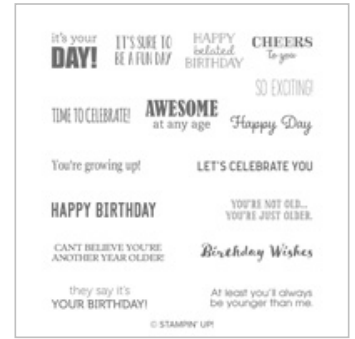 it's your
DAY!
IT'S SURE TO
BE A FUN DAY
HAPPY
belated
BIRTHDAY
CHEERS
to you
SO EXCITING!
TIME TO CELEBRATE!
AWESOME
at any age
Happy Day
You're growing up!
LET'S CELEBRATE YOU
HAPPY BIRTHDAY
YOU'RE NOT OLD...
YOU'RE JUST OLDER.
CAN'T BELIEVE YOU'RE
ANOTHER YEAR OLDER!
Birthday Wishes
they say it's
YOUR BIRTHDAY!
At least you'll always
be younger than me.
© STAMPIN' UP!